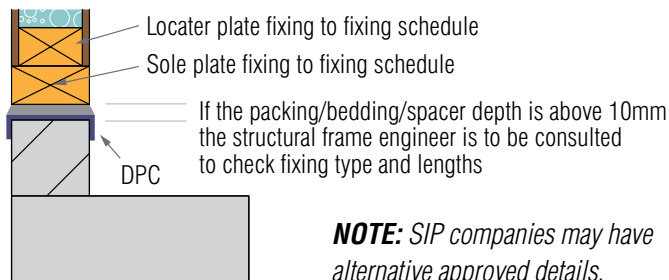 Locater plate fixing to fixing schedule
Sole plate fixing to fixing schedule
If the packing/bedding/spacer depth is above 10mm
the structural frame engineer is to be consulted
to check fixing type and lengths
DPC
NOTE: SIP companies may have
alternative approved details.